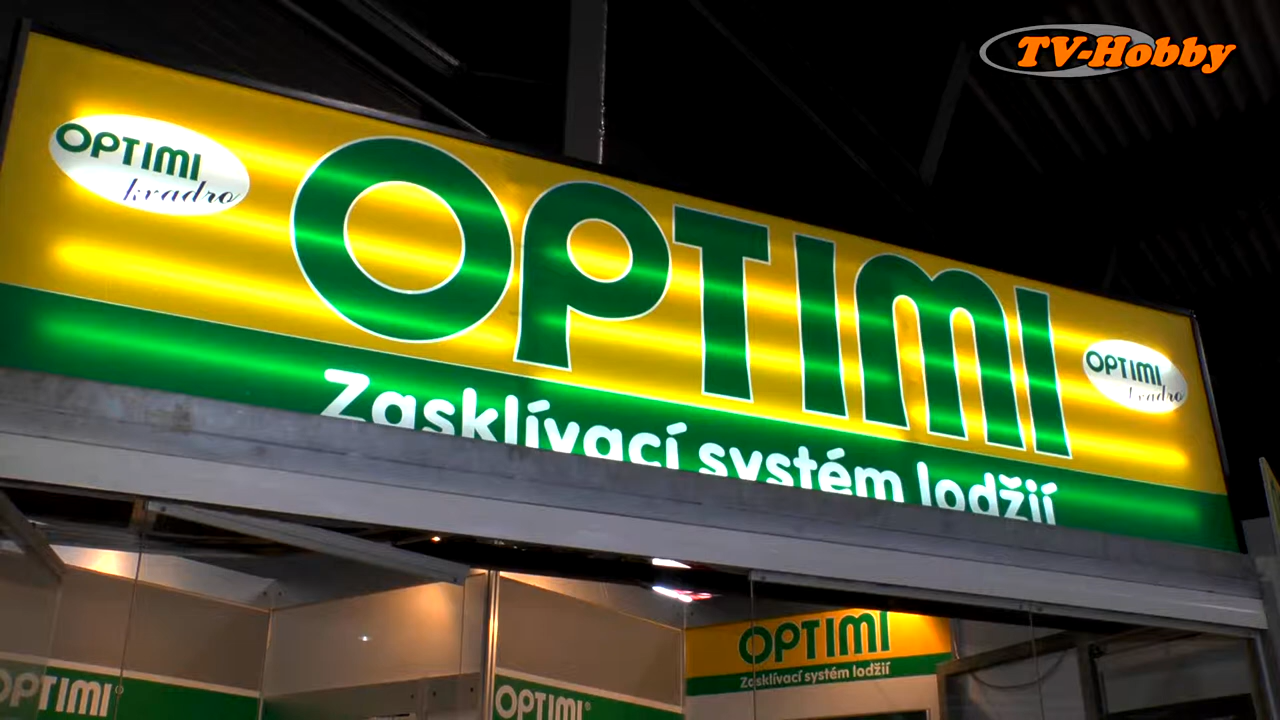 TV-Hobby
OPTIMI
kvadro
OPTIMI
OPTIMI
kvadro
Zasklívací systém lodžií
OPTIMI
Zasklívací systém lodžií
OPTIMI®
OPTIMI®